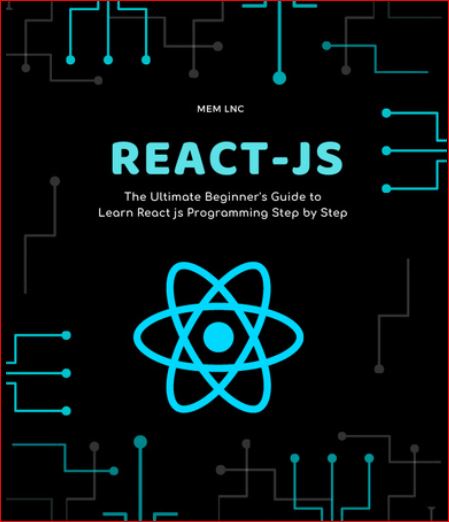 MEM LNC
REACT-JS
The Ultimate Beginner's Guide to
Learn React js Programming Step by Step